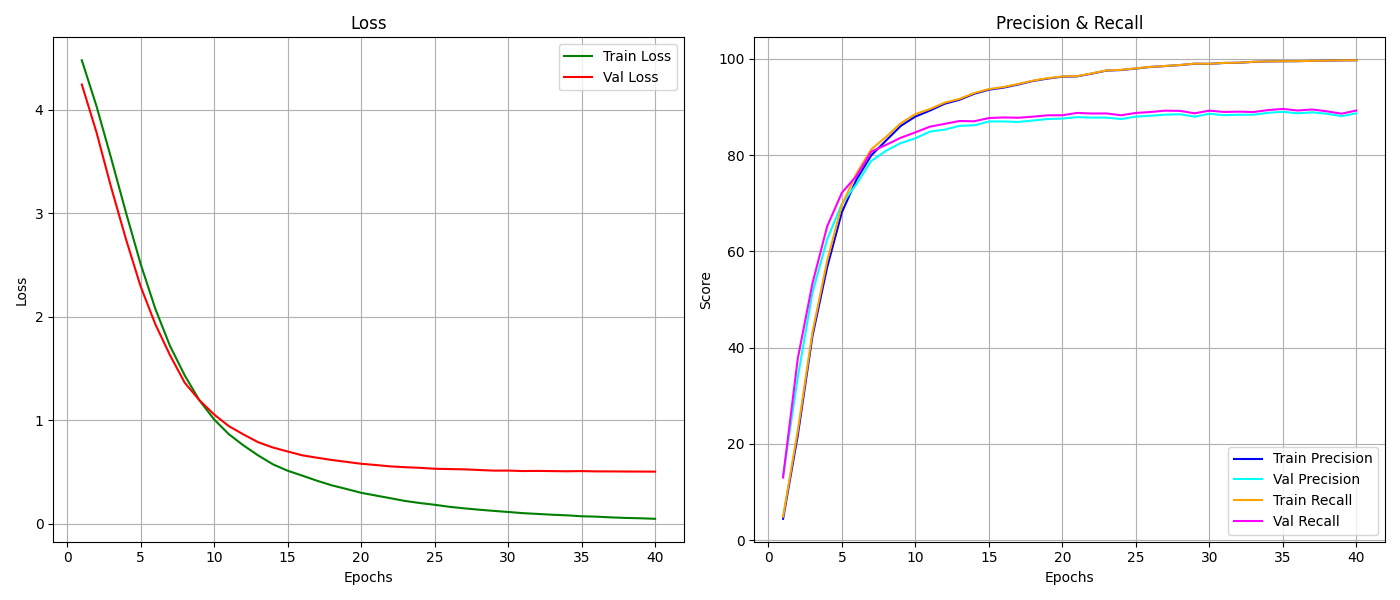 Loss
Train Loss
Val Loss
Loss
4
3
2
1
0
0 5 10 15 20 25 30 35 40
Epochs
Precision & Recall
Score
100
80
60
40
20
0
Train Precision
Val Precision
Train Recall
Val Recall
0 5 10 15 20 25 30 35 40
Epochs